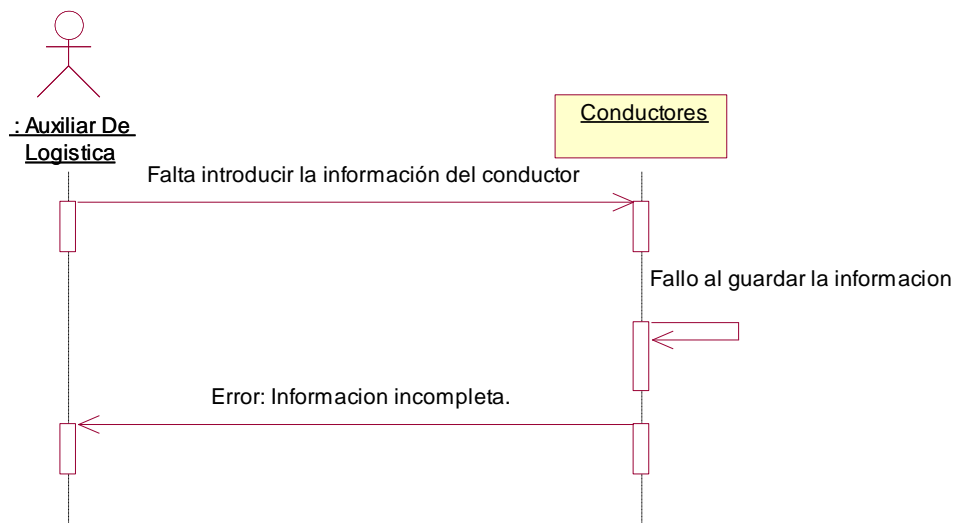 : Auxiliar De
Logistica
Conductores
Falta introducir la información del conductor
Fallo al guardar la informacion
Error: Informacion incompleta.